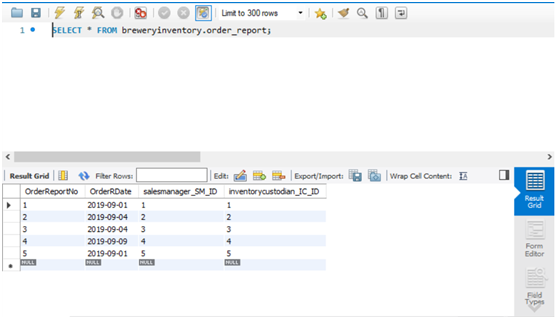 Limit to 300 rows
1 SELECT * FROM breweryinventory.order_report;
Result Grid Filter Rows: Edit: Export/Import: Wrap Cell Content: IA
OrderReportNo OrderRDate salesmanager_SM_ID inventorycustodian_IC_ID
1 2019-09-01 1 1
2 2019-09-04 2 2
3 2019-09-04 3 3
4 2019-09-09 4 4
5 2019-09-01 5 5
NULL NULL NULL NULL
Result
Grid
Form
Editor
Field
Types